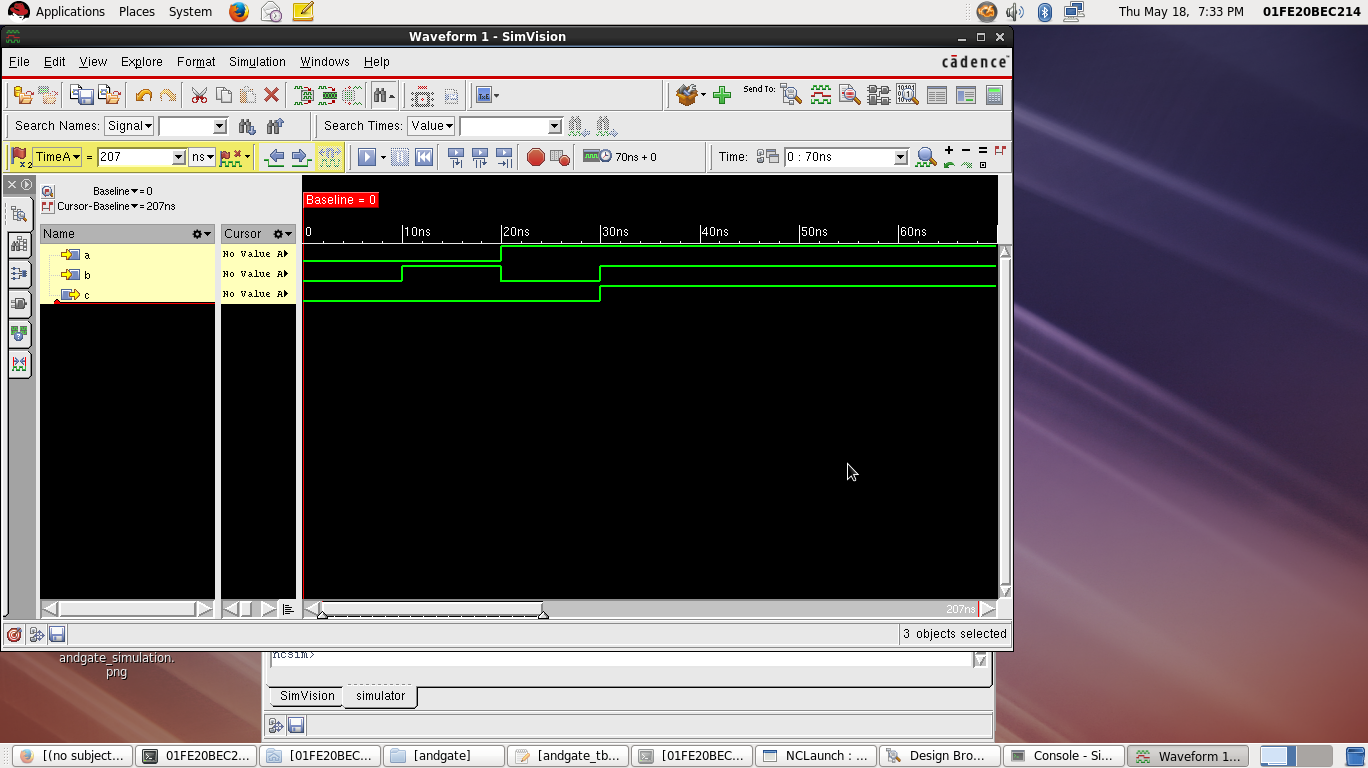 Applications Places System Thu May 18, 7:33 PM 01FE20BEC214
Waveform 1 - SimVision
File Edit View Explore Format Simulation Windows Help cādence
Send To:
Search Names: Signal Search Times: Value
x2 TimeA = 207 ns 70ns + 0 Time: 0 : 70ns
Baseline = 0
Cursor-Baseline = 207ns
Baseline = 0
Name Cursor 0 10ns 20ns 30ns 40ns 50ns 60ns
a No Value A
b No Value A
c No Value A
207ns
3 objects selected
andgate_simulation.
png
ncsim>
SimVision simulator
[(no subject... 01FE20BEC2... [01FE20BEC... [andgate] [andgate_tb... [01FE20BEC... NCLaunch : ... Design Bro... Console - Si... Waveform 1...